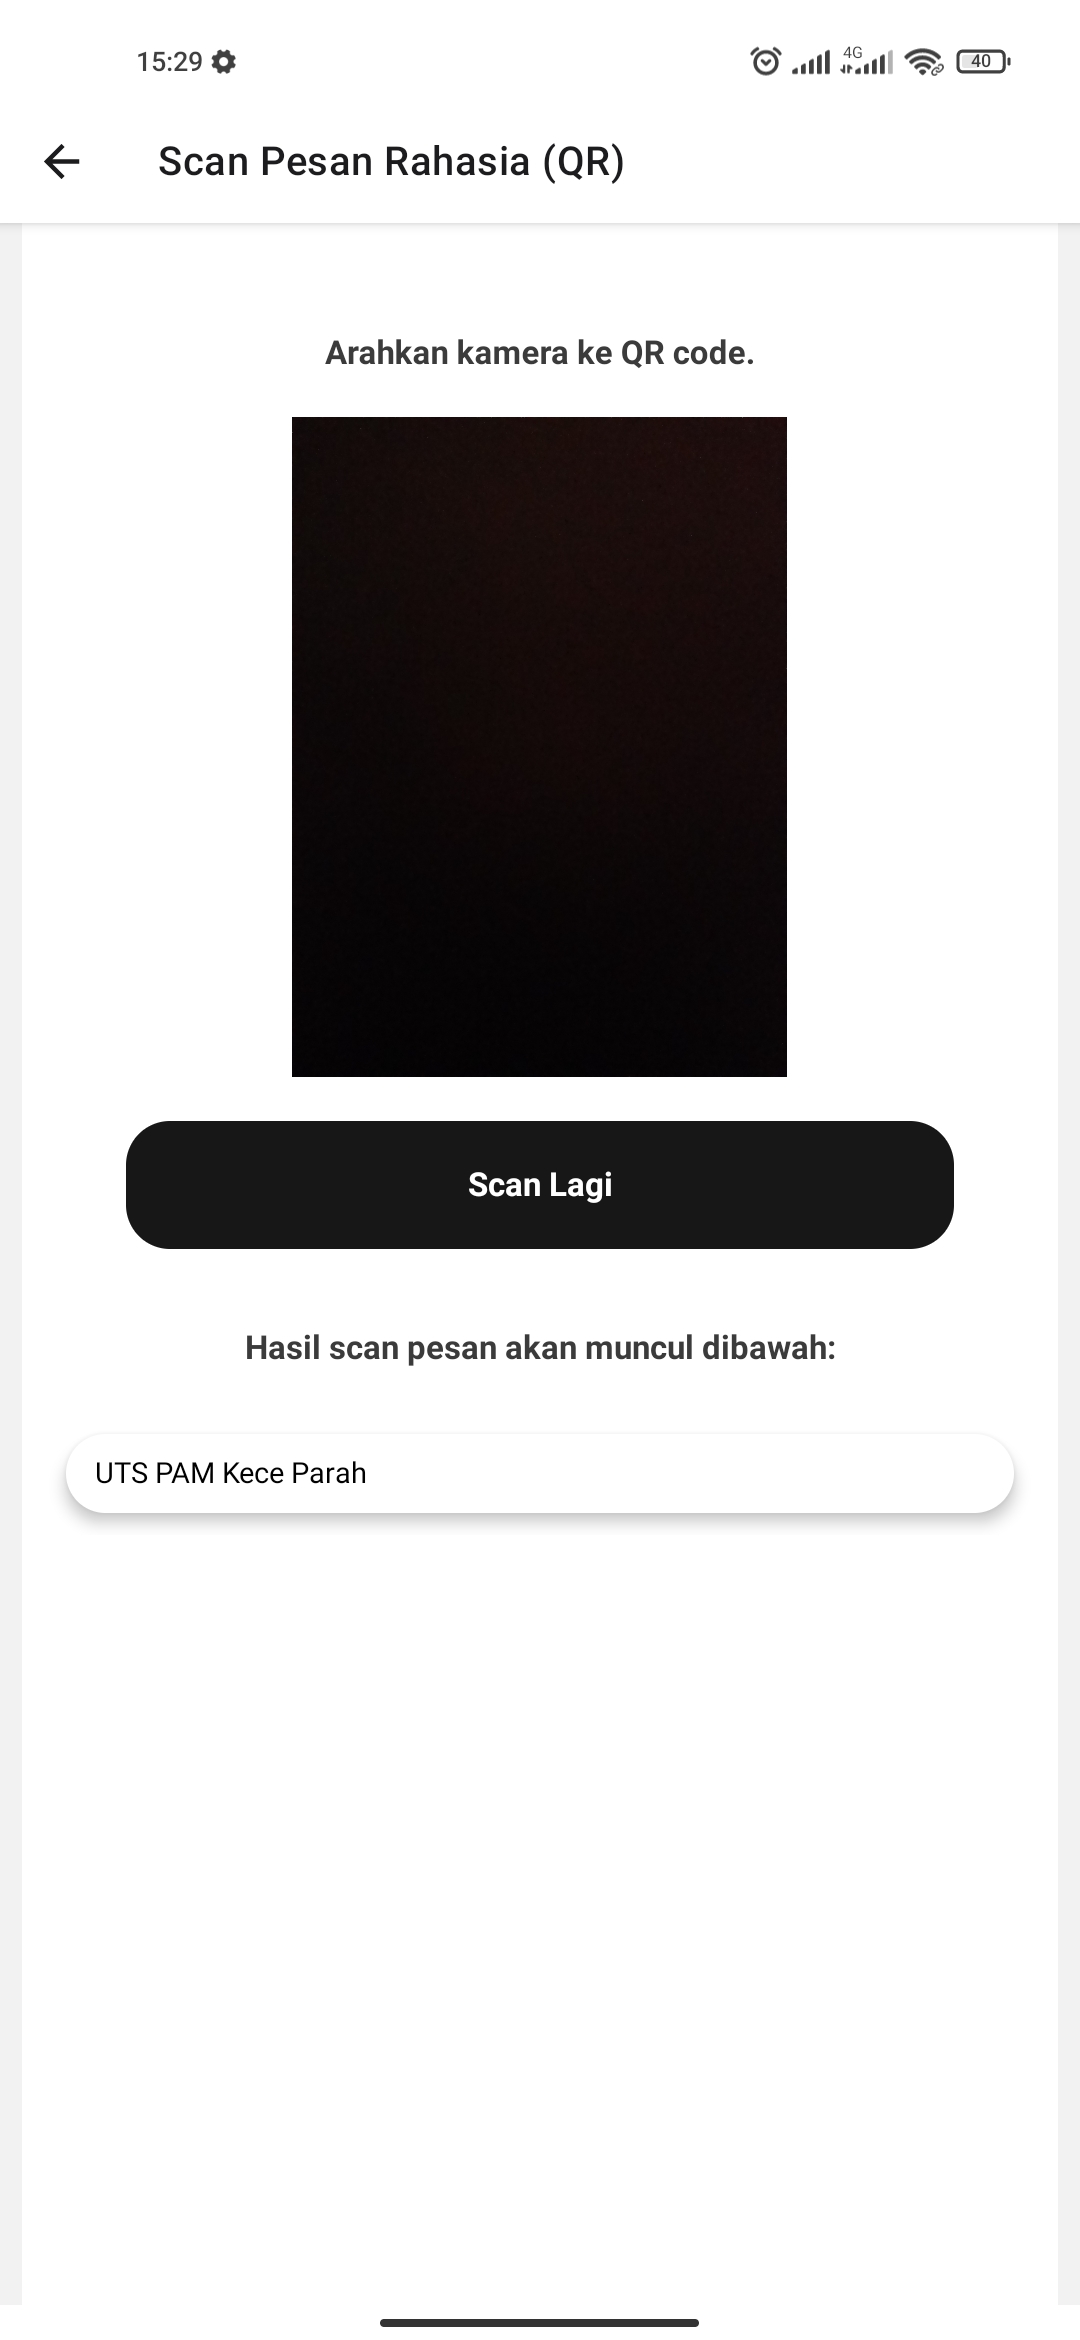 15:29
4G
40
Scan Pesan Rahasia (QR)
Arahkan kamera ke QR code.
Scan Lagi
Hasil scan pesan akan muncul dibawah:
UTS PAM Kece Parah